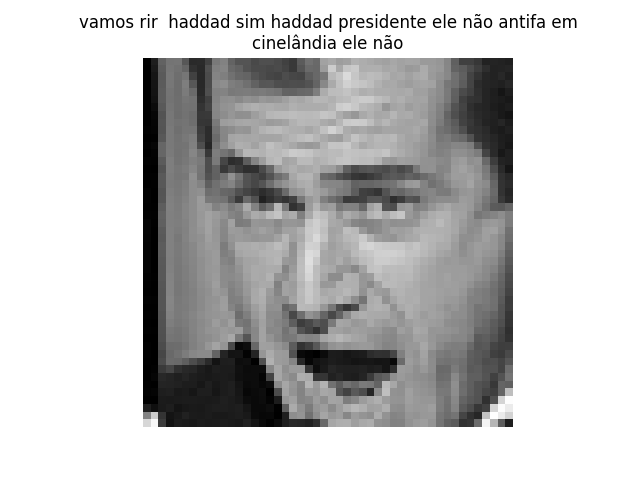 vamos rir  haddad sim haddad presidente ele não antifa em
cinelândia ele não